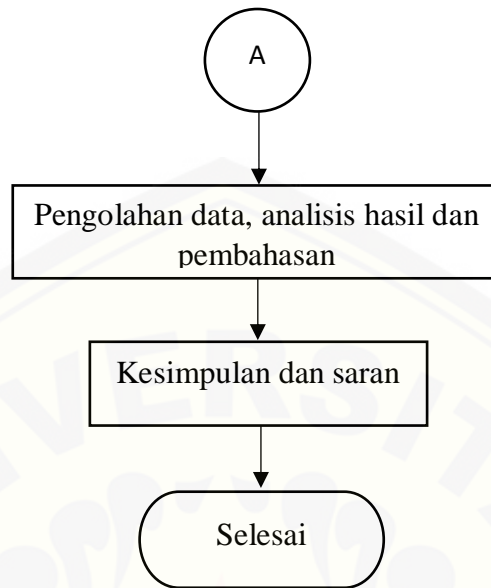 A
Pengolahan data, analisis hasil dan
pembahasan
Kesimpulan dan saran
Selesai